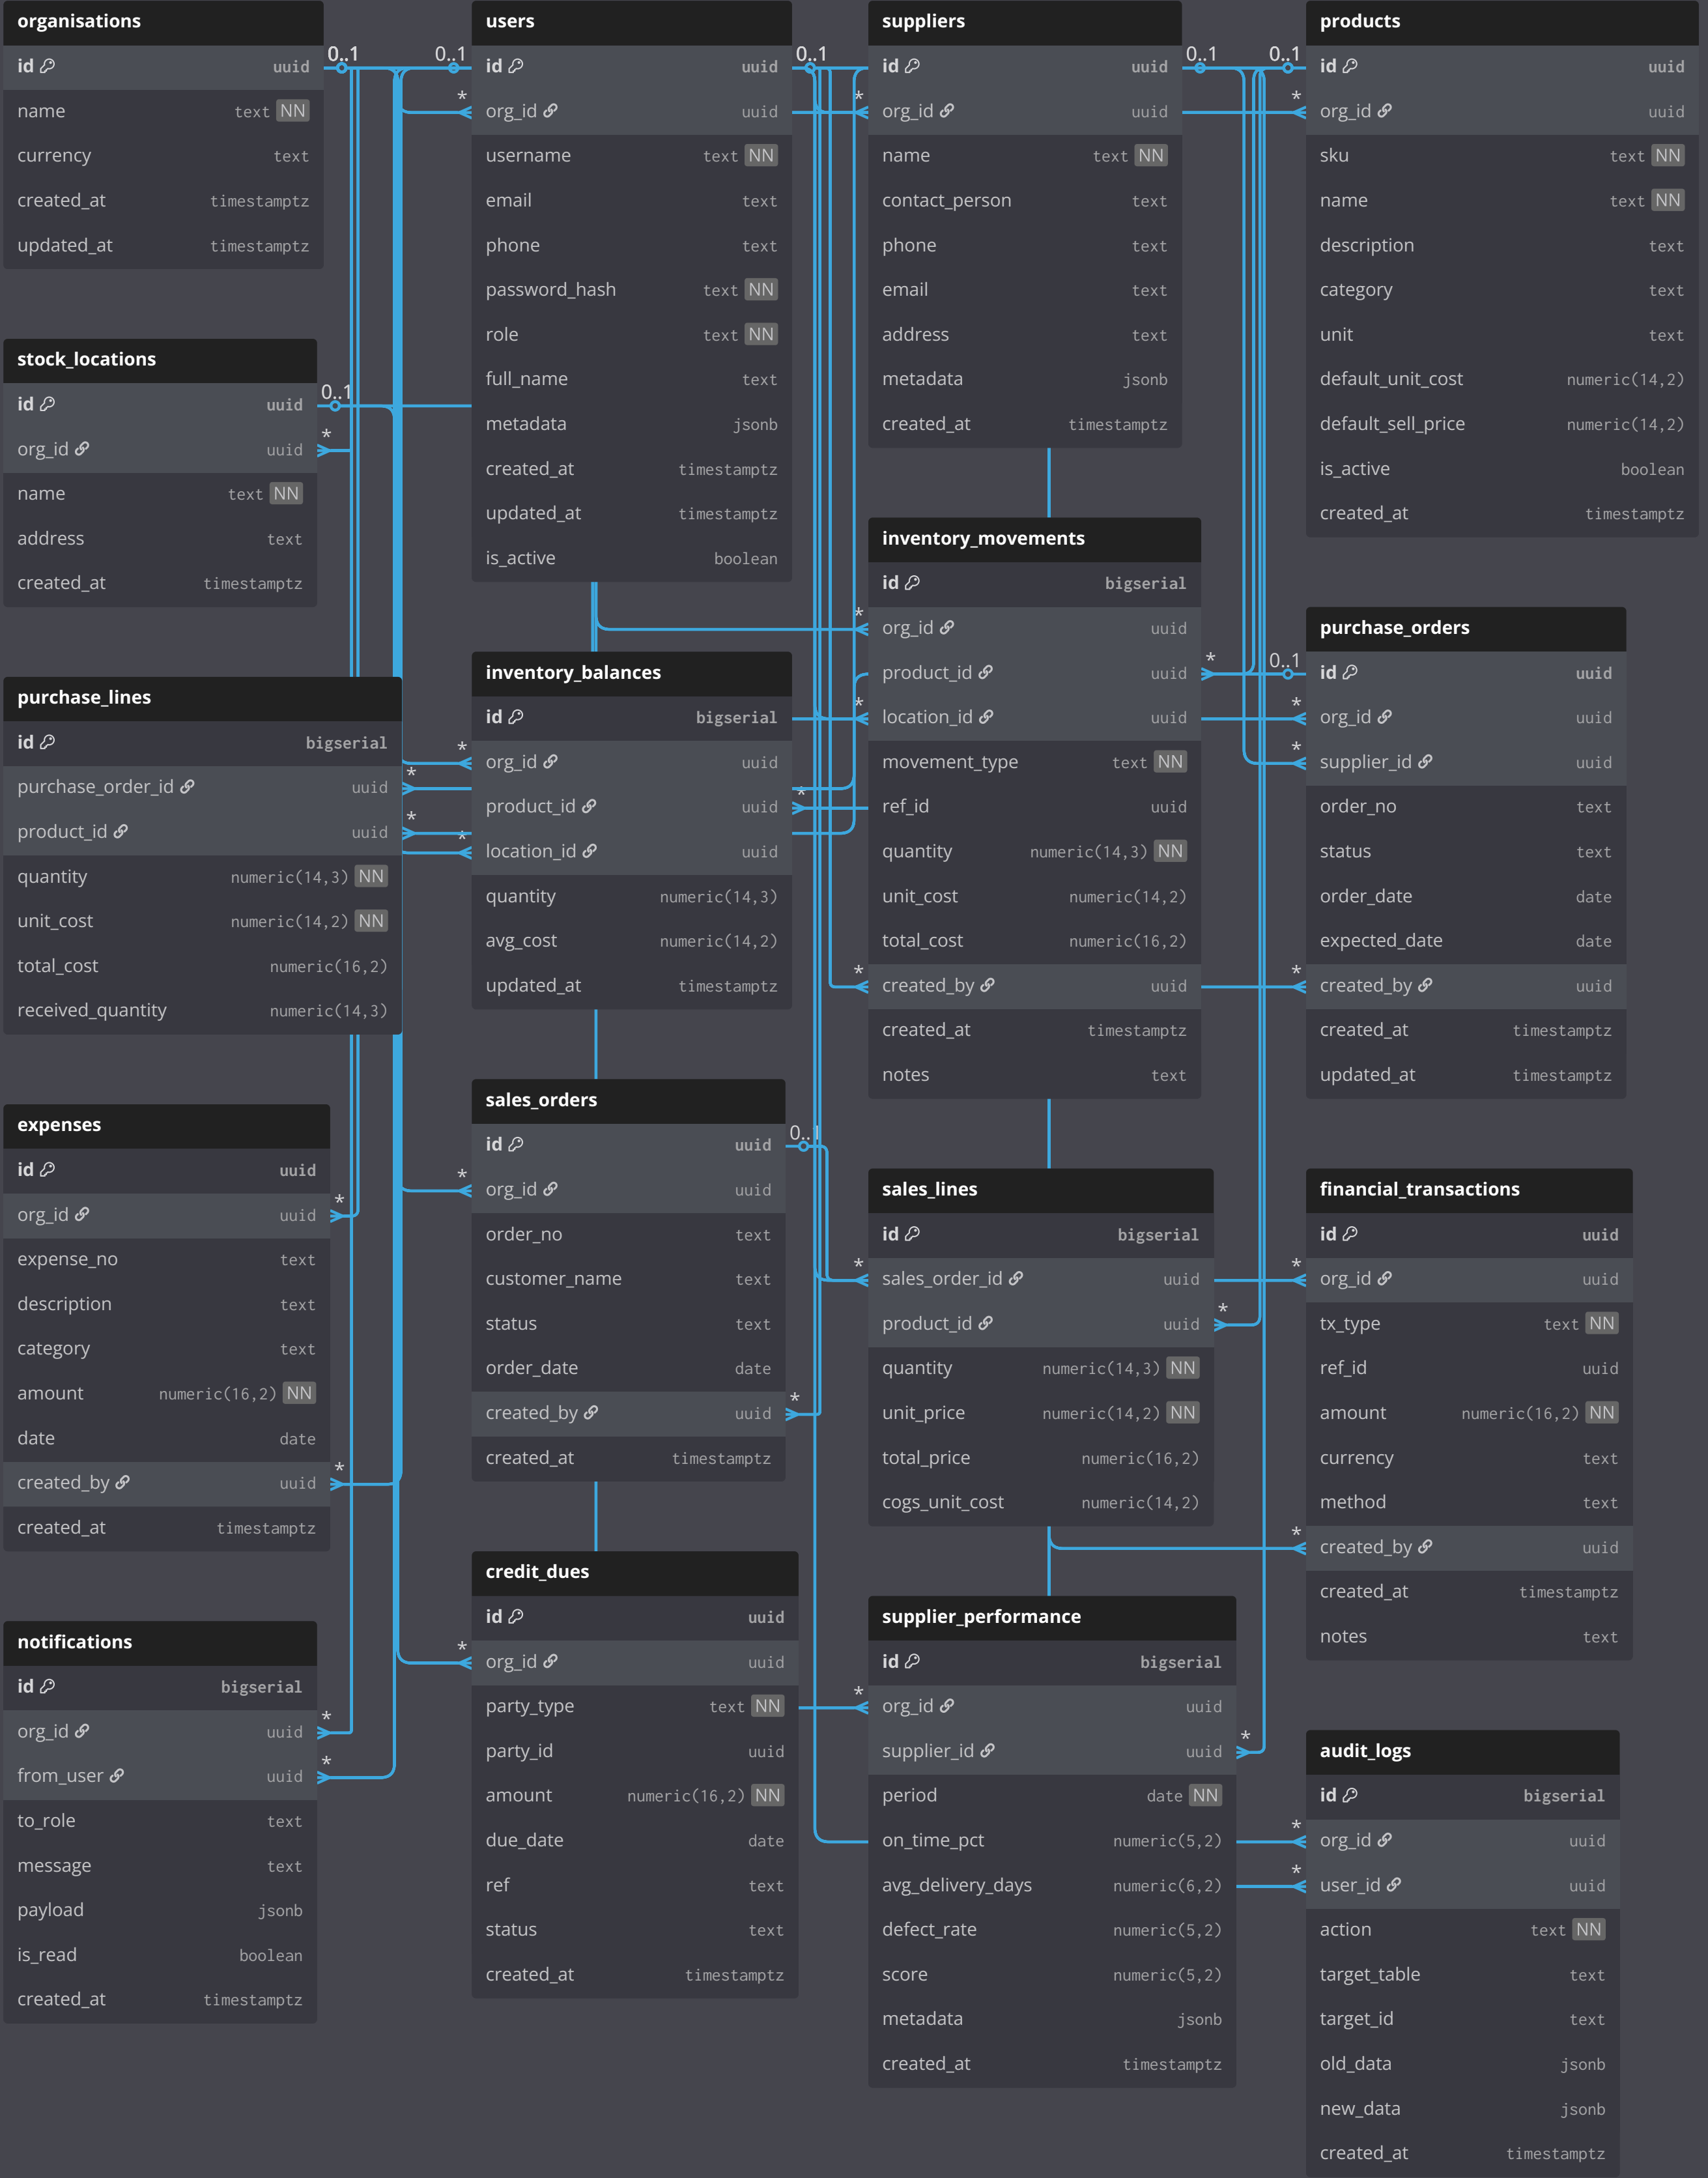 organisations
id uuid
name text NN
currency text
created_at timestamptz
updated_at timestamptz
0..1
stock_locations
id uuid
org_id uuid
name text NN
address text
created_at timestamptz
0..1
*
purchase_lines
id bigserial
purchase_order_id uuid
product_id uuid
quantity numeric(14,3) NN
unit_cost numeric(14,2) NN
total_cost numeric(16,2)
received_quantity numeric(14,3)
*
*
expenses
id uuid
org_id uuid
expense_no text
description text
category text
amount numeric(16,2) NN
date date
created_by uuid
created_at timestamptz
*
*
notifications
id bigserial
org_id uuid
from_user uuid
to_role text
message text
payload jsonb
is_read boolean
created_at timestamptz
*
*
users
id uuid
org_id uuid
username text NN
email text
phone text
password_hash text NN
role text NN
full_name text
metadata jsonb
created_at timestamptz
updated_at timestamptz
is_active boolean
0..1
*
0..1
inventory_balances
id bigserial
org_id uuid
product_id uuid
location_id uuid
quantity numeric(14,3)
avg_cost numeric(14,2)
updated_at timestamptz
*
*
*
sales_orders
id uuid
org_id uuid
order_no text
customer_name text
status text
order_date date
created_by uuid
created_at timestamptz
0..1
*
*
credit_dues
id uuid
org_id uuid
party_type text NN
party_id uuid
amount numeric(16,2) NN
due_date date
ref text
status text
created_at timestamptz
*
suppliers
id uuid
org_id uuid
name text NN
contact_person text
phone text
email text
address text
metadata jsonb
created_at timestamptz
*
0..1
inventory_movements
id bigserial
org_id uuid
product_id uuid
location_id uuid
movement_type text NN
ref_id uuid
quantity numeric(14,3) NN
unit_cost numeric(14,2)
total_cost numeric(16,2)
created_by uuid
created_at timestamptz
notes text
*
*
*
*
sales_lines
id bigserial
sales_order_id uuid
product_id uuid
quantity numeric(14,3) NN
unit_price numeric(14,2) NN
total_price numeric(16,2)
cogs_unit_cost numeric(14,2)
*
*
supplier_performance
id bigserial
org_id uuid
supplier_id uuid
period date NN
on_time_pct numeric(5,2)
avg_delivery_days numeric(6,2)
defect_rate numeric(5,2)
score numeric(5,2)
metadata jsonb
created_at timestamptz
*
*
products
id uuid
org_id uuid
sku text NN
name text NN
description text
category text
unit text
default_unit_cost numeric(14,2)
default_sell_price numeric(14,2)
is_active boolean
created_at timestamptz
0..1
*
purchase_orders
id uuid
org_id uuid
supplier_id uuid
order_no text
status text
order_date date
expected_date date
created_by uuid
created_at timestamptz
updated_at timestamptz
0..1
*
*
*
financial_transactions
id uuid
org_id uuid
tx_type text NN
ref_id uuid
amount numeric(16,2) NN
currency text
method text
created_by uuid
created_at timestamptz
notes text
*
*
audit_logs
id bigserial
org_id uuid
user_id uuid
action text NN
target_table text
target_id text
old_data jsonb
new_data jsonb
created_at timestamptz
*
*